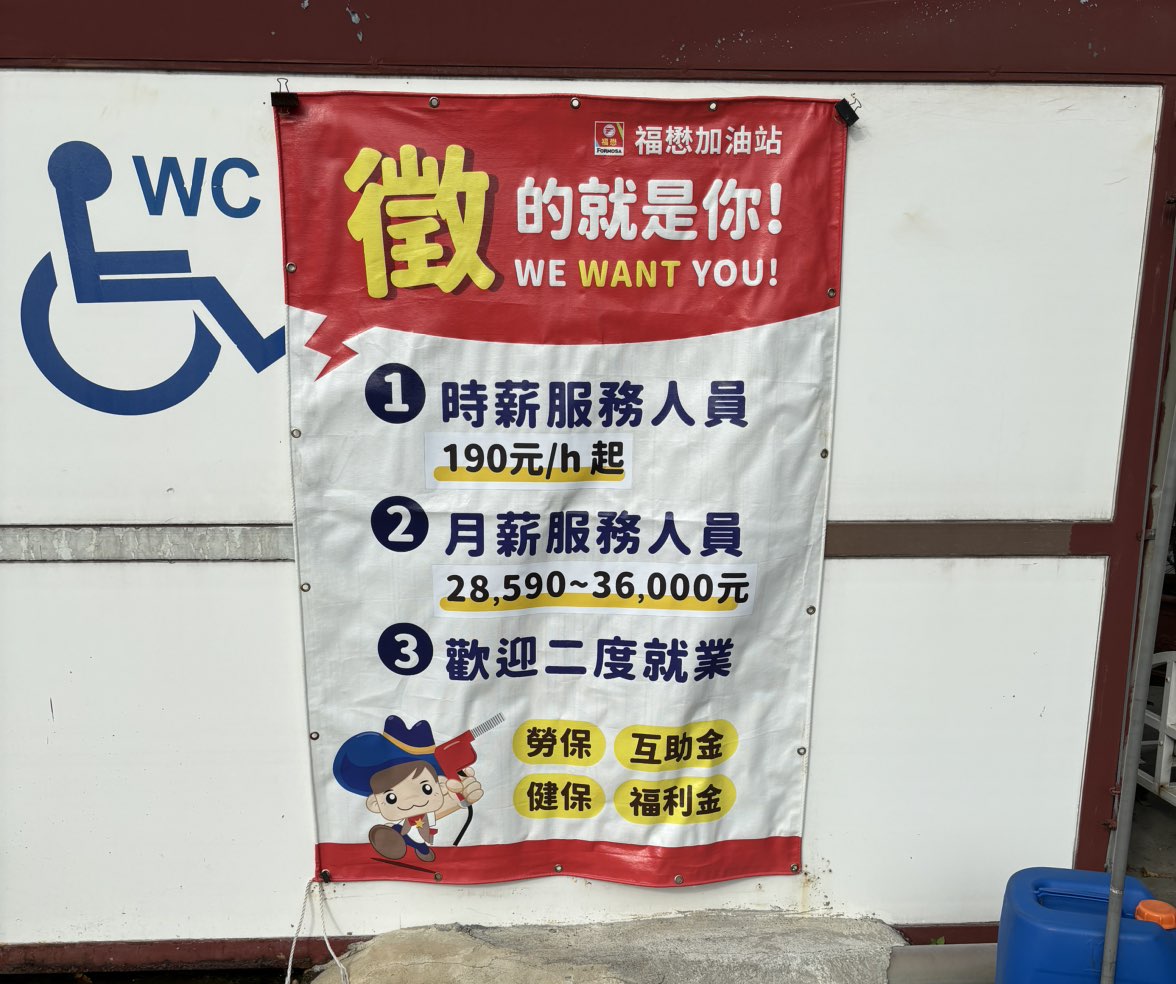 WC
福懋 FORMOSA 福懋加油站
徵的就是你!
WE WANT YOU!
1 時薪服務人員
190元/h 起
2 月薪服務人員
28,590~36,000元
3 歡迎二度就業
勞保 互助金
健保 福利金